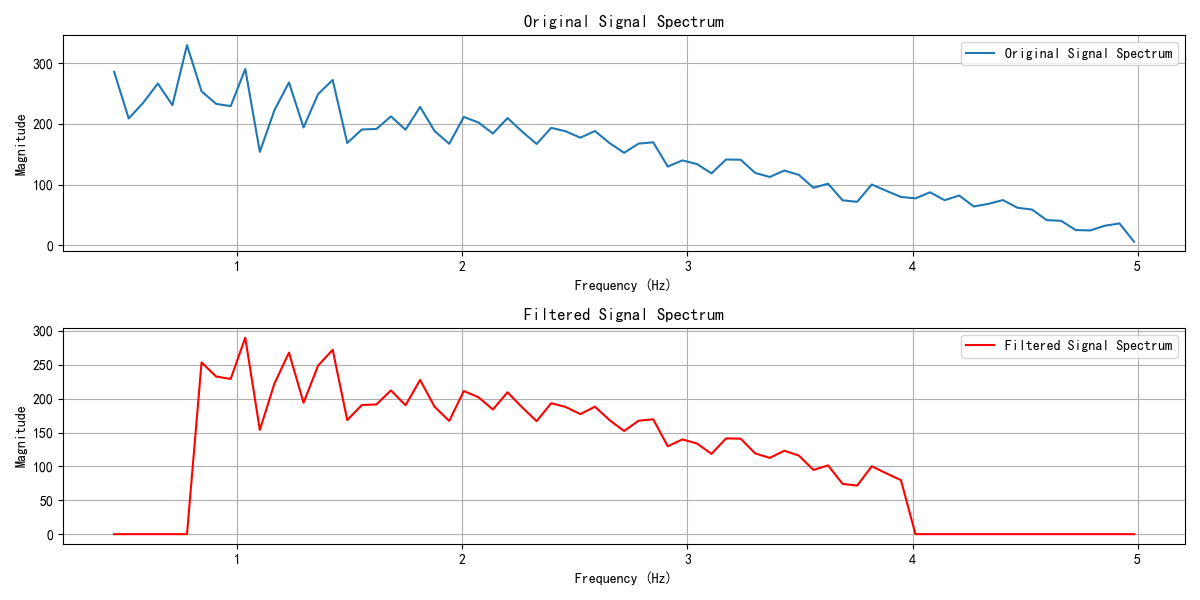 Original Signal Spectrum
Original Signal Spectrum
300
200
100
0
Magnitude
1 2 3 4 5
Frequency (Hz)
Filtered Signal Spectrum
Filtered Signal Spectrum
300
250
200
150
100
50
0
Magnitude
1 2 3 4 5
Frequency (Hz)